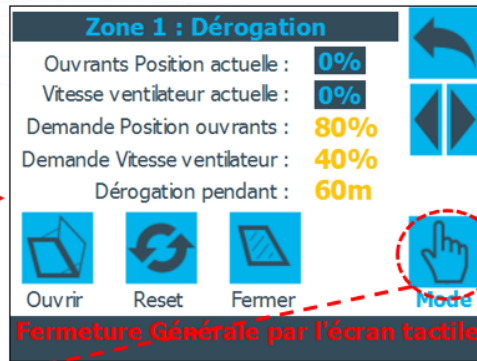 Zone 1 : Dérogation
Ouvrants Position actuelle : 0%
Vitesse ventilateur actuelle : 0%
Demande Position ouvrants : 80%
Demande Vitesse ventilateur : 40%
Dérogation pendant : 60m
Ouvrir Reset Fermer Mode
Fermeture Générale par l'écran tactile